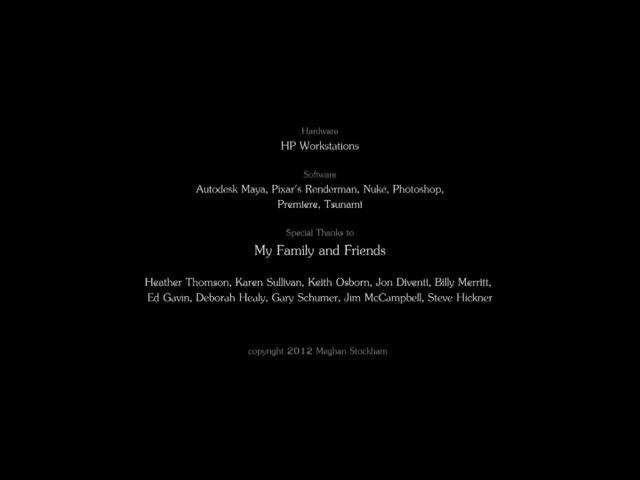 Hardware
HP Workstations
Software
Autodesk Maya, Pixar's Renderman, Nuke, Photoshop,
Premiere, Tsunami
Special Thanks to
My Family and Friends
Heather Thomson, Karen Sullivan, Keith Osborn, Jon Diventi, Billy Merritt,
Ed Gavin, Deborah Healy, Gary Schumer, Jim McCampbell, Steve Hickner
copyright 2012 Meghan Stockham